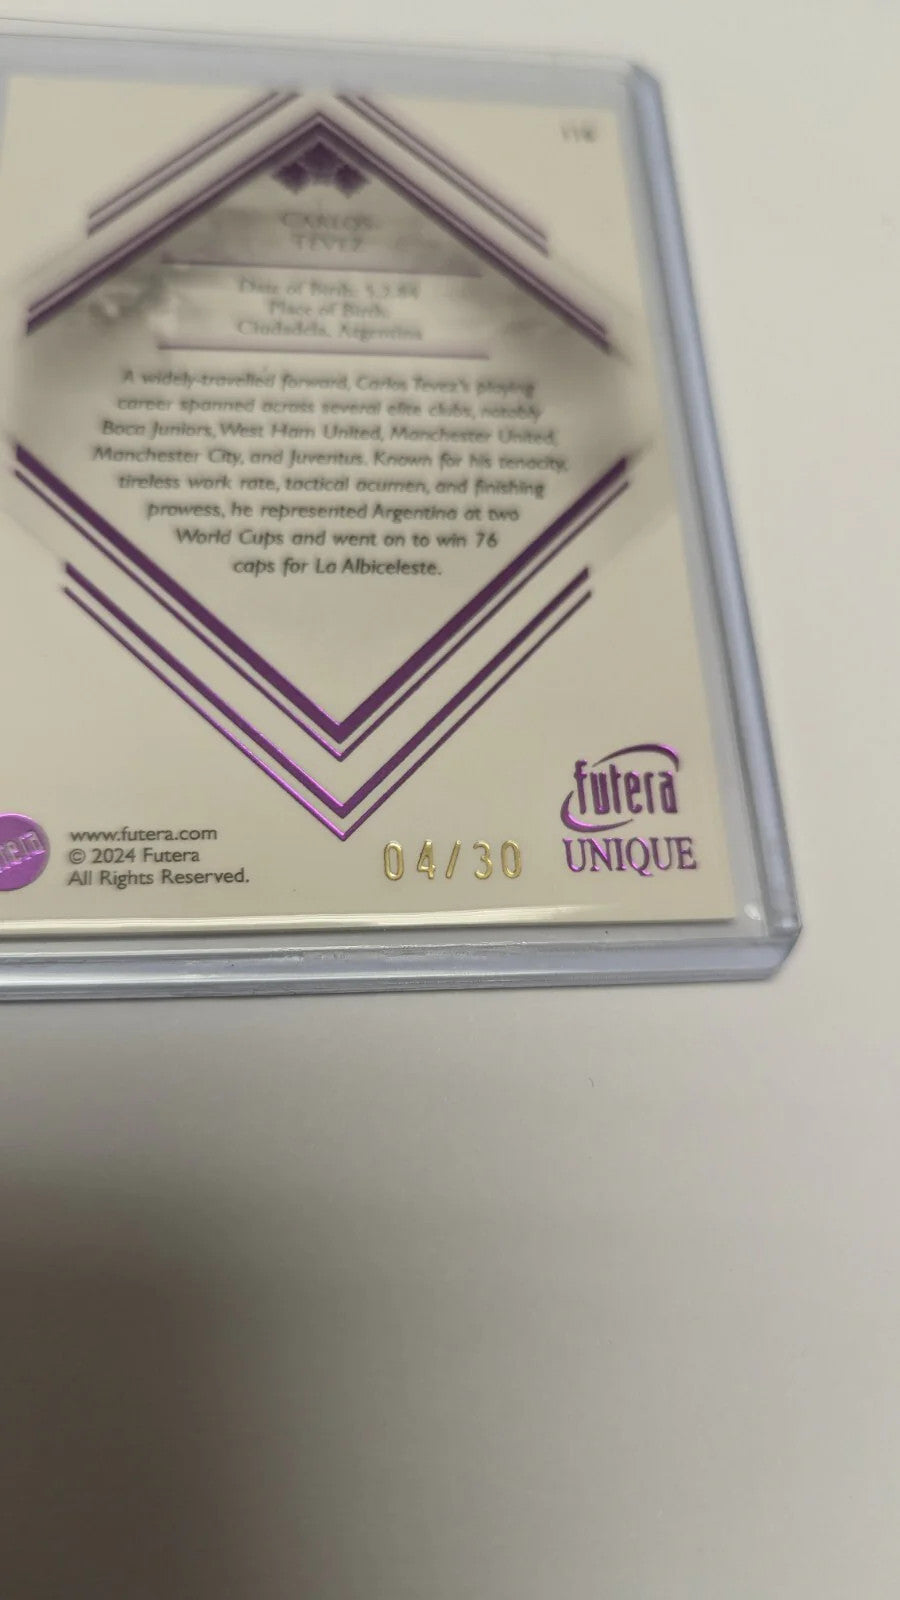 CARLOS
TEVEZ
Date of Birth: 5.2.84
Place of Birth:
Ciudadela, Argentina
A widely-travelled forward, Carlos Tevez's playing
career spanned across several elite clubs, notably
Boca Juniors, West Ham United, Manchester United,
Manchester City, and Juventus. Known for his tenacity,
tireless work rate, tactical acumen, and finishing
prowess, he represented Argentina at two
World Cups and went on to win 76
caps for La Albiceleste.
futera
UNIQUE
www.futera.com
© 2024 Futera
All Rights Reserved.
04/30